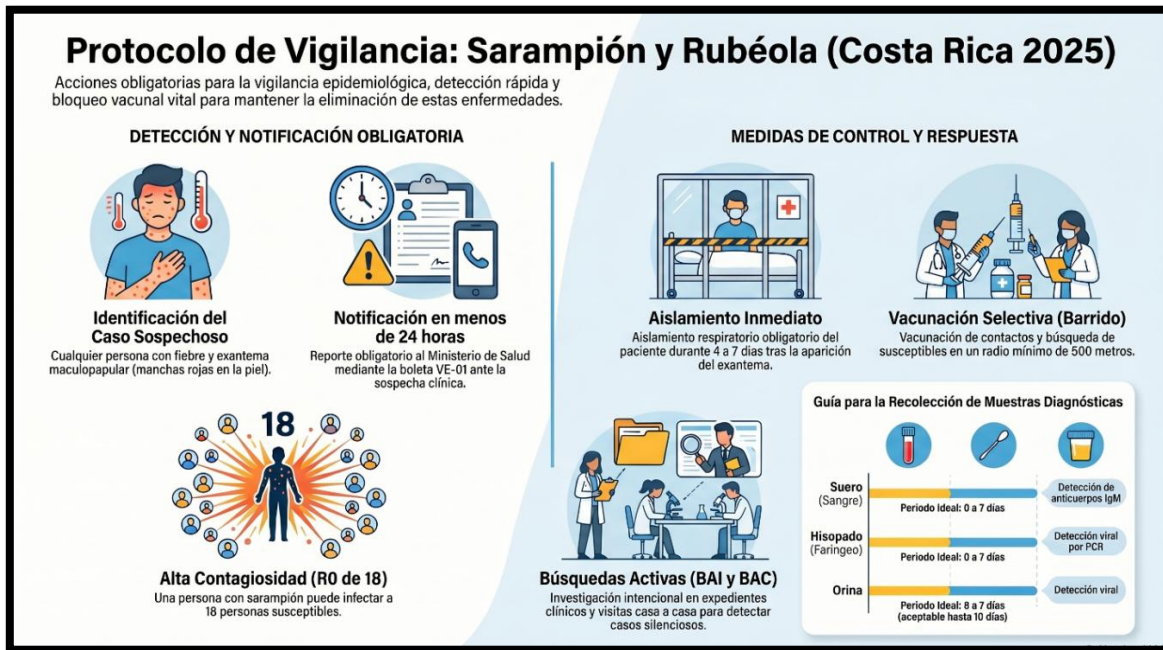 Protocolo de Vigilancia: Sarampión y Rubéola (Costa Rica 2025)
Acciones obligatorias para la vigilancia epidemiológica, detección rápida y
bloqueo vacunal vital para mantener la eliminación de estas enfermedades.
DETECCIÓN Y NOTIFICACIÓN OBLIGATORIA
Identificación del
Caso Sospechoso
Cualquier persona con fiebre y exantema
maculopapular (manchas rojas en la piel).
Notificación en menos
de 24 horas
Reporte obligatorio al Ministerio de Salud
mediante la boleta VE-01 ante la
sospecha clínica.
18
Alta Contagiosidad (R0 de 18)
Una persona con sarampión puede infectar a
18 personas susceptibles.
MEDIDAS DE CONTROL Y RESPUESTA
Aislamiento Inmediato
Aislamiento respiratorio obligatorio del
paciente durante 4 a 7 días tras la aparición
del exantema.
Vacunación Selectiva (Barrido)
Vacunación de contactos y búsqueda de
susceptibles en un radio mínimo de 500 metros.
Búsquedas Activas (BAI y BAC)
Investigación intencional en expedientes
clínicos y visitas casa a casa para detectar
casos silenciosos.
Guía para la Recolección de Muestras Diagnósticas
Suero
(Sangre)
Periodo Ideal: 0 a 7 días
Detección de
anticuerpos IgM
Hisopado
(Faríngeo)
Periodo Ideal: 0 a 7 días
Detección viral
por PCR
Orina
Periodo Ideal: 8 a 7 días
(aceptable hasta 10 días)
Detección viral